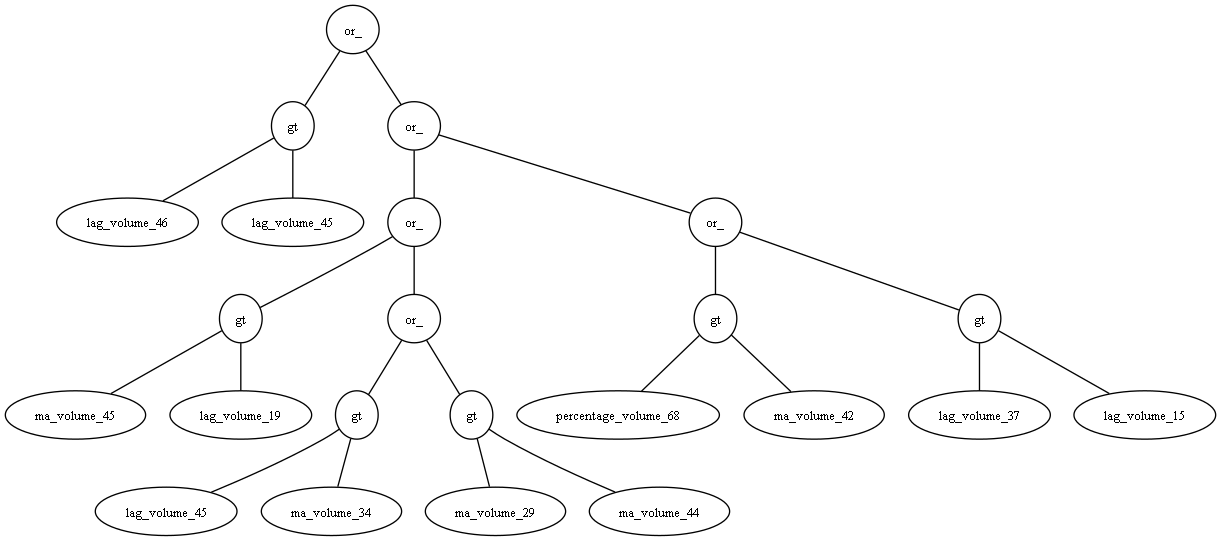 or_
gt
or_
lag_volume_46
lag_volume_45
or_
or_
gt
or_
gt
gt
ma_volume_45
lag_volume_19
gt
gt
percentage_volume_68
ma_volume_42
lag_volume_37
lag_volume_15
lag_volume_45
ma_volume_34
ma_volume_29
ma_volume_44